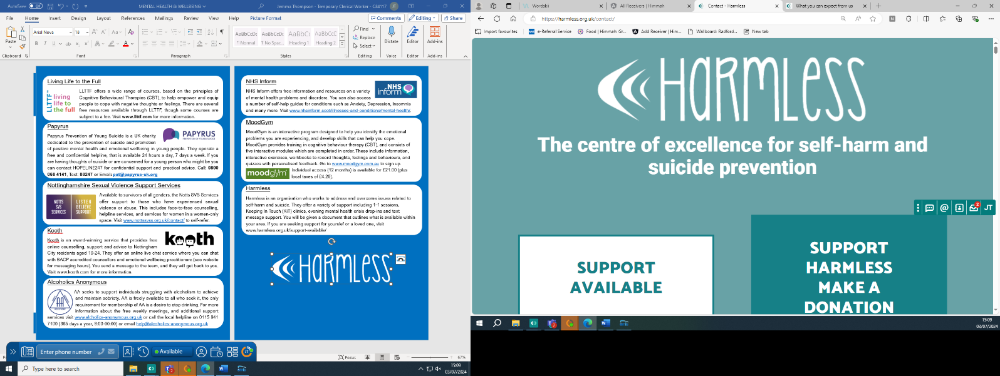 AutoSave Off
MENTAL HEALTH & WELLBEING
Jemma Thompson - Temporary Clerical Worker - C84117
JT
File Home Insert Draw Design Layout References Mailings Review View Help Picture Format
Comments Editing Share
Paste
Clipboard
Arial Nova 18
Font
Paragraph
AaBbCcDc AaBbCcDc AaBbC AaBbCcD
Normal No Spac... Heading 1 Heading 2
Styles
Find
Replace
Select
Editing
Dictate
Voice
Editor
Editor
Add-ins
Add-ins
Living Life to the Full
LLTTF living life to the full
LLTTF offers a wide range of courses, based on the principles of
Cognitive Behavioural Therapies (CBT), to help empower and equip
people to cope with negative thoughts or feelings. There are several
free resources available through LLTTF, though some courses are
subject to a fee. Visit www.llttf.com for more information.
Papyrus
PAPYRUS
PREVENTION OF YOUNG SUICIDE
Papyrus Prevention of Young Suicide is a UK charity
dedicated to the prevention of suicide and promotion
of positive mental health and emotional wellbeing in young people. They operate a
free and confidential helpline, that is available 24 hours a day, 7 days a week. If you
are having thoughts of suicide or are concerned for a young person who might be you
can contact HOPELINE247 for confidential support and practical advice. Call: 0800
068 4141, Text: 88247 or Email: pat@papyrus-uk.org
Nottinghamshire Sexual Violence Support Services
NOTTS SVS SERVICES
LISTEN BELIEVE SUPPORT
Available to survivors of all genders, the Notts SVS Services
offer support to those who have experienced sexual
violence or abuse. This includes face-to-face counselling,
helpline services, and services for women in a women-only
space. Visit www.nottssvss.org.uk/contact/ to self-refer.
Kooth
kooth
Kooth is an award-winning service that provides free
online counselling, support and advice to Nottingham
City residents aged 10-24. They offer an online live chat service where you can chat
with BACP accredited counsellors and emotional wellbeing practitioners (see website
for messaging hours). You send a message to the team, and they will get back to you.
Visit www.kooth.com for more information.
Alcoholics Anonymous
AA seeks to support individuals struggling with alcoholism to achieve
and maintain sobriety. AA is freely available to all who seek it, the only
requirement for membership of AA is a desire to stop drinking. For more
information about the free weekly meetings, and additional support
services visit www.alcholics-anonymous.org.uk or call the local helpline on 0115 941
7100 (365 days a year, 8:00-00:00) or email help@alcoholics-anonymous.org.uk
NHS Inform
NHS inform
NHS Inform offers free information and resources on a variety
of mental health problems and disorders. You can also access
a number of self-help guides for conditions such as Anxiety, Depression, Insomnia
and many more. Visit www.nhsinform.scot/illnesses-and-conditions/mental-health/.
MoodGym
MoodGym is an interactive program designed to help you identify the emotional
problems you are experiencing, and develop skills that can help you cope.
MoodGym provides training in cognitive behaviour therapy (CBT), and consists of
five interactive modules which are completed in order. These include information,
interactive exercises, workbooks to record thoughts, feelings and behaviours, and
quizzes with personalised feedback. Go to www.moodgym.com.au to sign up.
moodgym
Individual access (12 months) is available for £21.00 (plus
local taxes of £4.20).
Harmless
Harmless is an organisation who works to address and overcome issues related to
self-harm and suicide. They offer a variety of support including 1-1 sessions,
Keeping In Touch (KiT) clinics, evening mental health crisis drop-ins and text
message support. You will be given a document that outlines what is available within
your area. If you are seeking support for yourslef or a loved one, visit
www.harmless.org.uk/support-available/
HARMLESS
Enter phone number
Available
JT
Focus
67%
Type here to search
15:09
03/07/2024
Wordskii
All Receivers | Himmah
Contact - Harmless
What you can expect from us
https://harmless.org.uk/contact/
Import favourites
e-Referral Service
Food | Himmah: Gr...
Add Receiver | Him...
Wallboard: Radford...
New tab
HARMLESS
The centre of excellence for self-harm and
suicide prevention
2
JT
SUPPORT
AVAILABLE
SUPPORT
HARMLESS
MAKE A
DONATION
15:09
03/07/2024